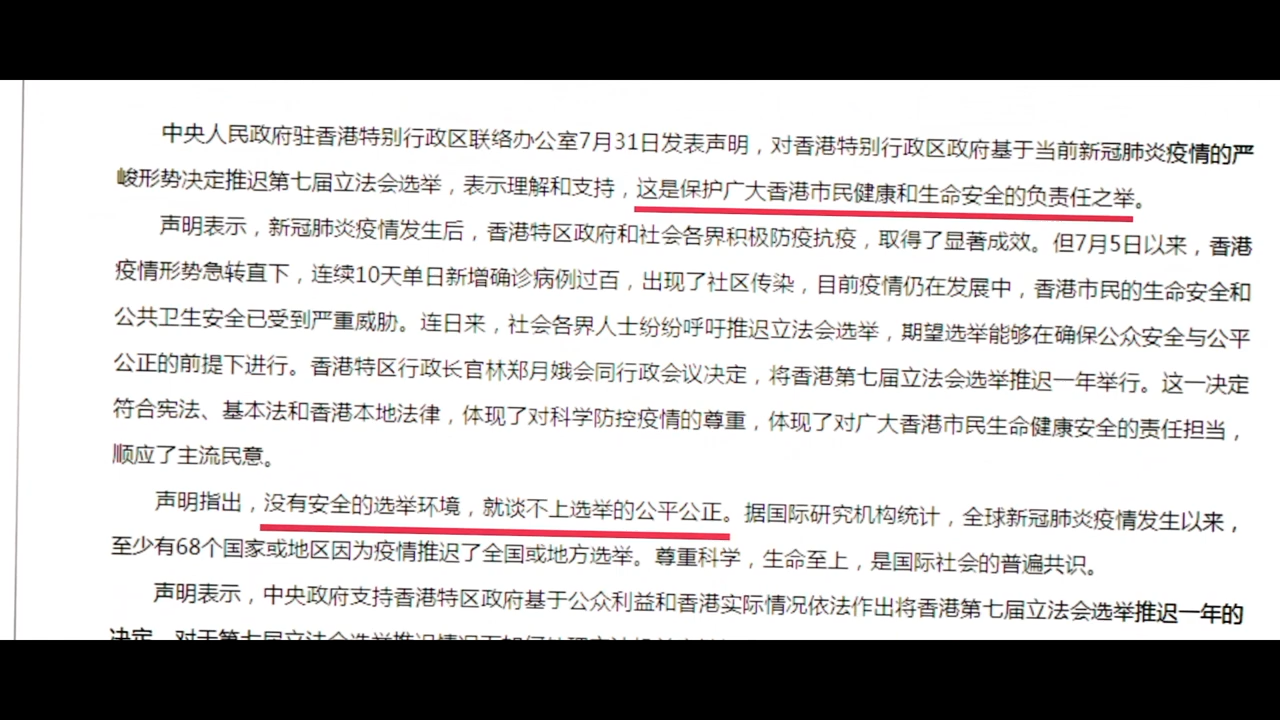 中央人民政府驻香港特别行政区联络办公室7月31日发表声明，对香港特别行政区政府基于当前新冠肺炎疫情的严
峻形势决定推迟第七届立法会选举，表示理解和支持，这是保护广大香港市民健康和生命安全的负责任之举。
声明表示，新冠肺炎疫情发生后，香港特区政府和社会各界积极防疫抗疫，取得了显著成效。但7月5日以来，香港
疫情形势急转直下，连续10天单日新增确诊病例过百，出现了社区传染，目前疫情仍在发展中，香港市民的生命安全和
公共卫生安全已受到严重威胁。连日来，社会各界人士纷纷呼吁推迟立法会选举，期望选举能够在确保公众安全与公平
公正的前提下进行。香港特区行政长官林郑月娥会同行政会议决定，将香港第七届立法会选举推迟一年举行。这一决定
符合宪法、基本法和香港本地法律，体现了对科学防控疫情的尊重，体现了对广大香港市民生命健康安全的责任担当，
顺应了主流民意。
声明指出，没有安全的选举环境，就谈不上选举的公平公正。据国际研究机构统计，全球新冠肺炎疫情发生以来，
至少有68个国家或地区因为疫情推迟了全国或地方选举。尊重科学，生命至上，是国际社会的普遍共识。
声明表示，中央政府支持香港特区政府基于公众利益和香港实际情况依法作出将香港第七届立法会选举推迟一年的
决定，对于第七届立法会选举推迟情况下如何处理立法机关